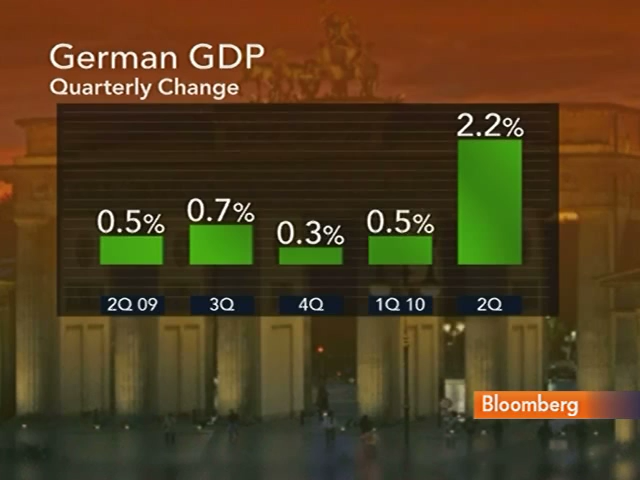 German GDP
Quarterly Change
0.5% 0.7% 0.3% 0.5% 2.2%
2Q 09 3Q 4Q 1Q 10 2Q
Bloomberg